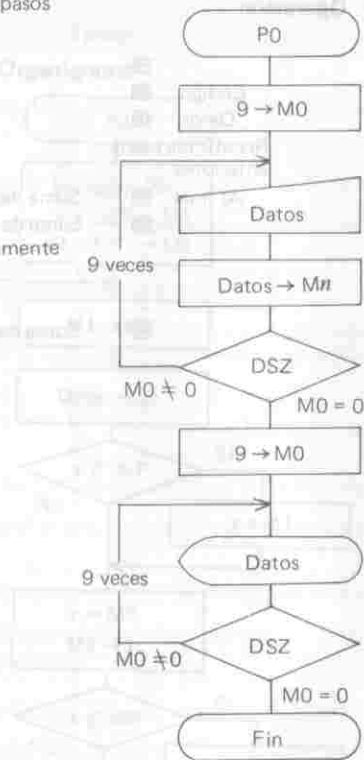 pasos
P0
9 → M0
Datos
amente
9 veces
Datos → Mn
DSZ
M0 ≠ 0
M0 = 0
9 → M0
Datos
9 veces
DSZ
M0 ≠ 0
M0 = 0
Fin